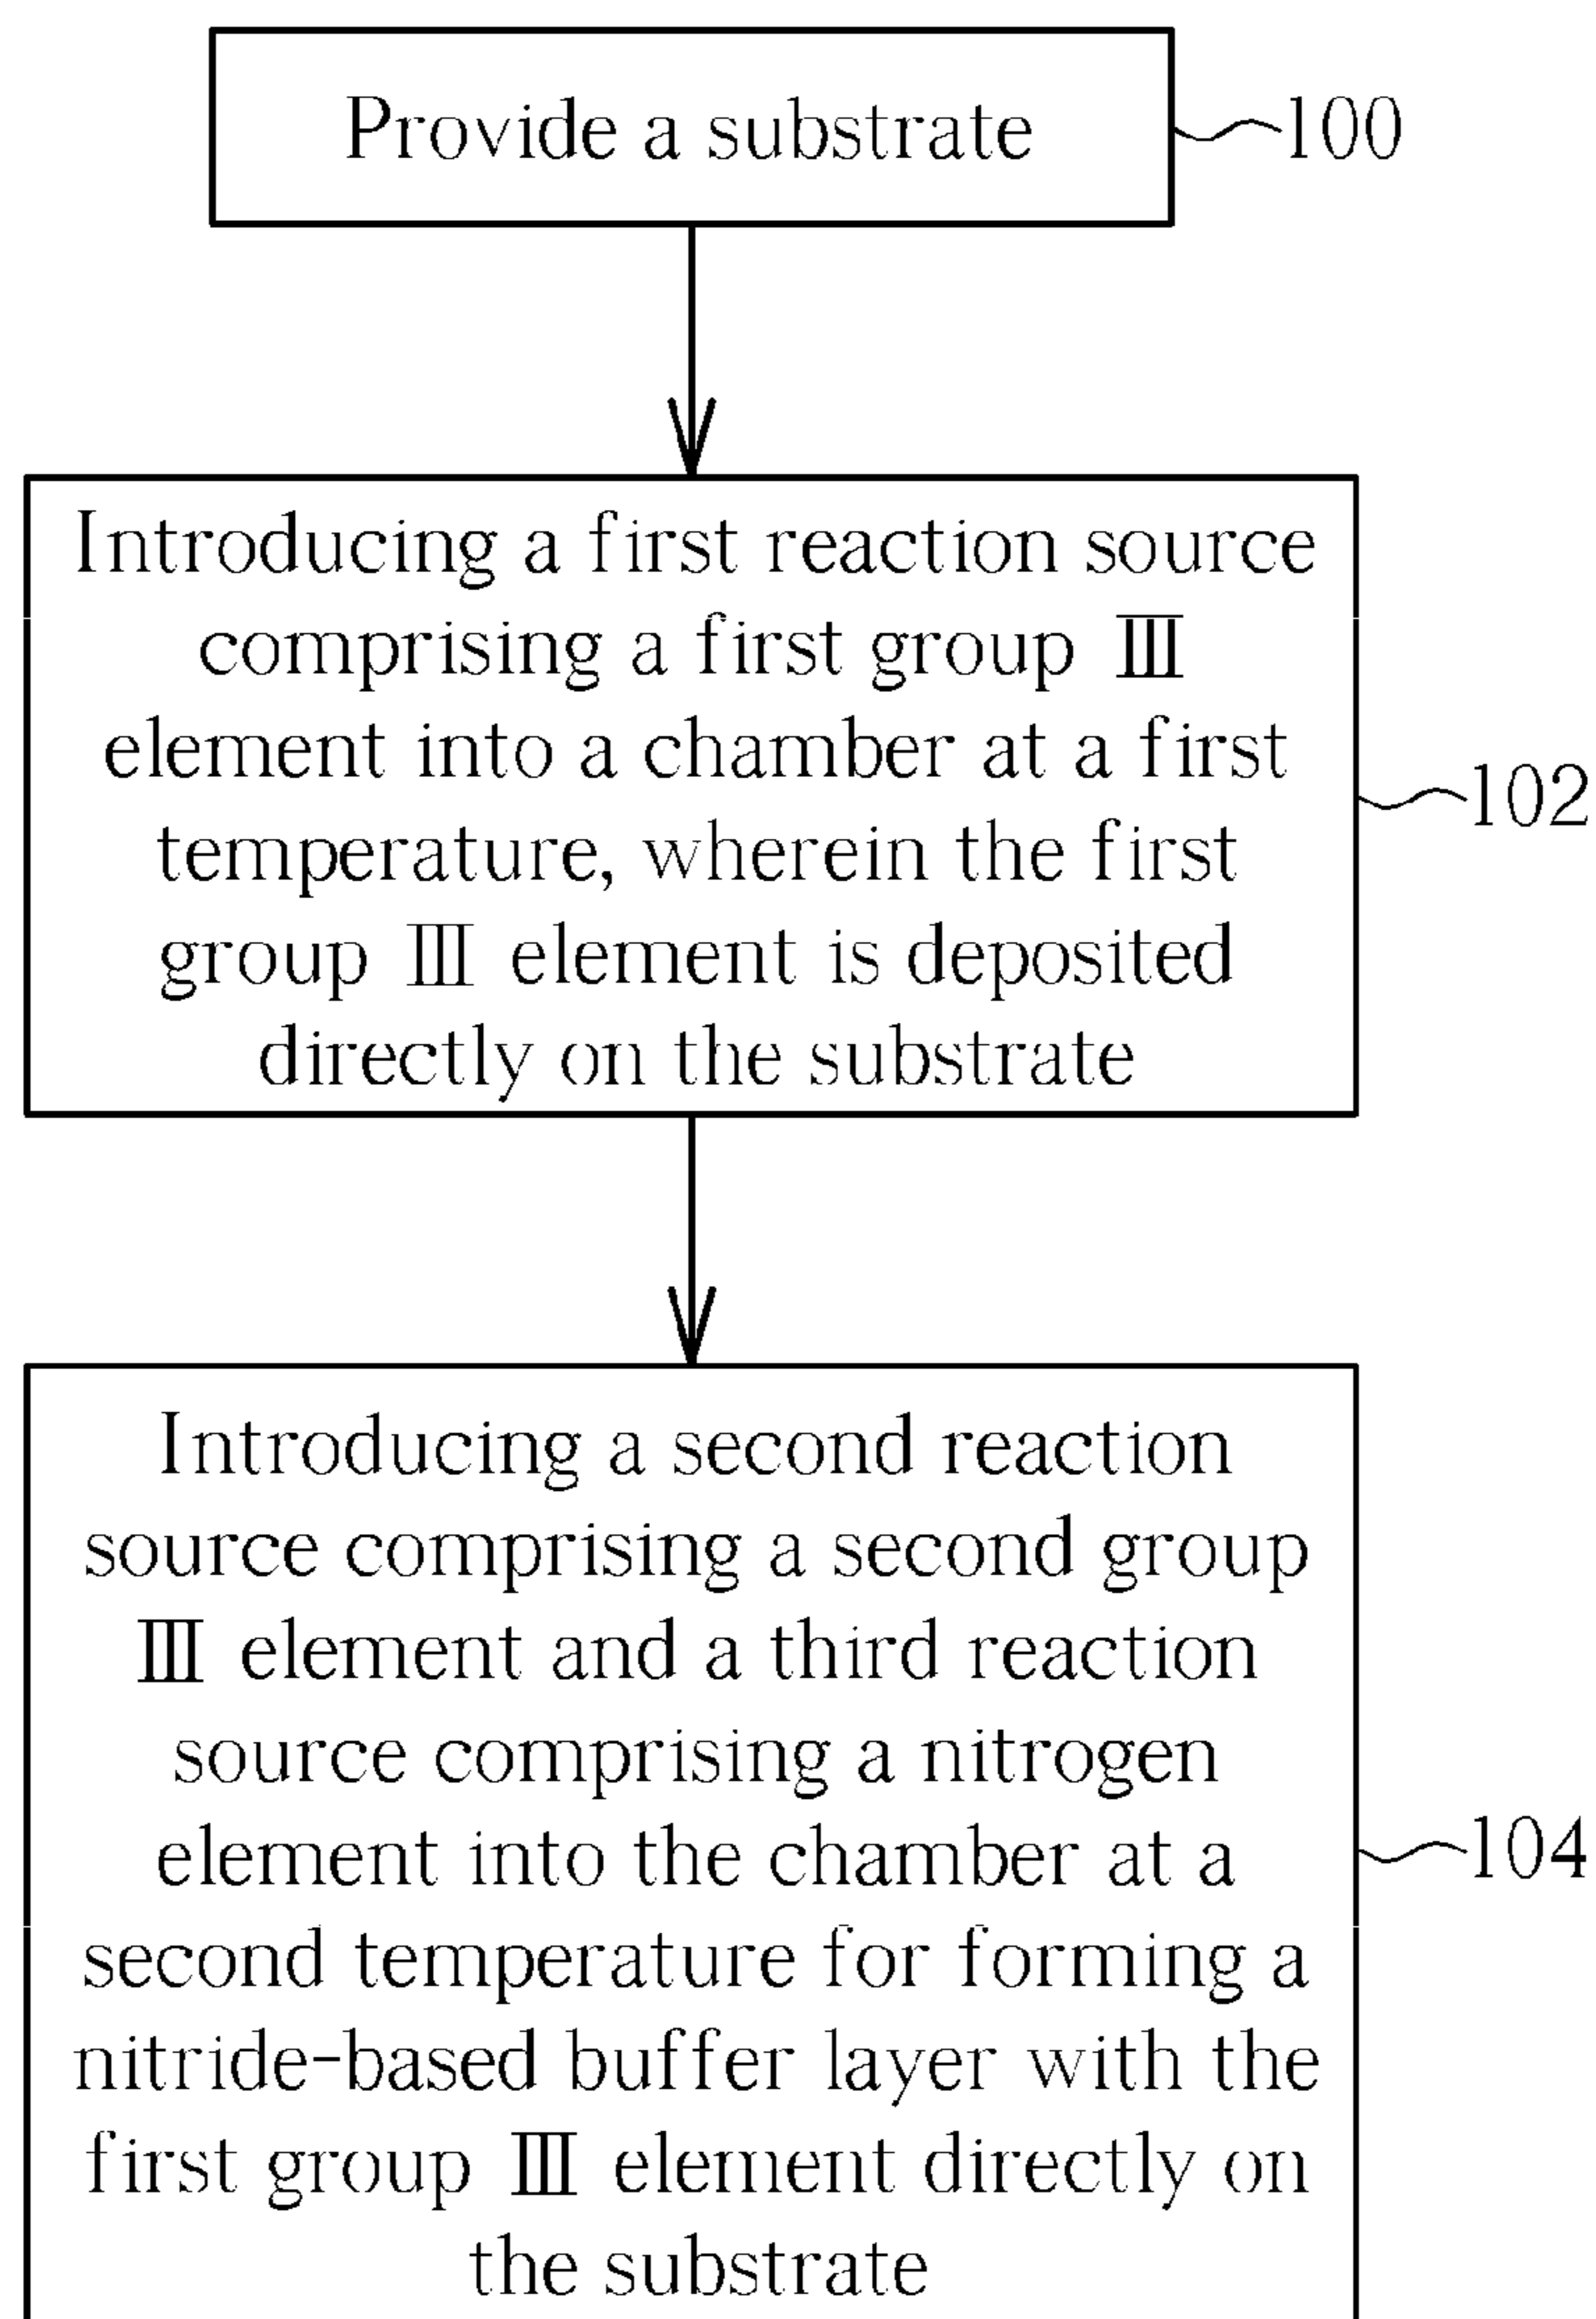 Provide a substrate
100
Introducing a first reaction source
comprising a first group Ⅲ
element into a chamber at a first
temperature, wherein the first
group Ⅲ element is deposited
directly on the substrate
102
Introducing a second reaction
source comprising a second group
Ⅲ element and a third reaction
source comprising a nitrogen
element into the chamber at a
second temperature for forming a
nitride-based buffer layer with the
first group Ⅲ element directly on
the substrate
104